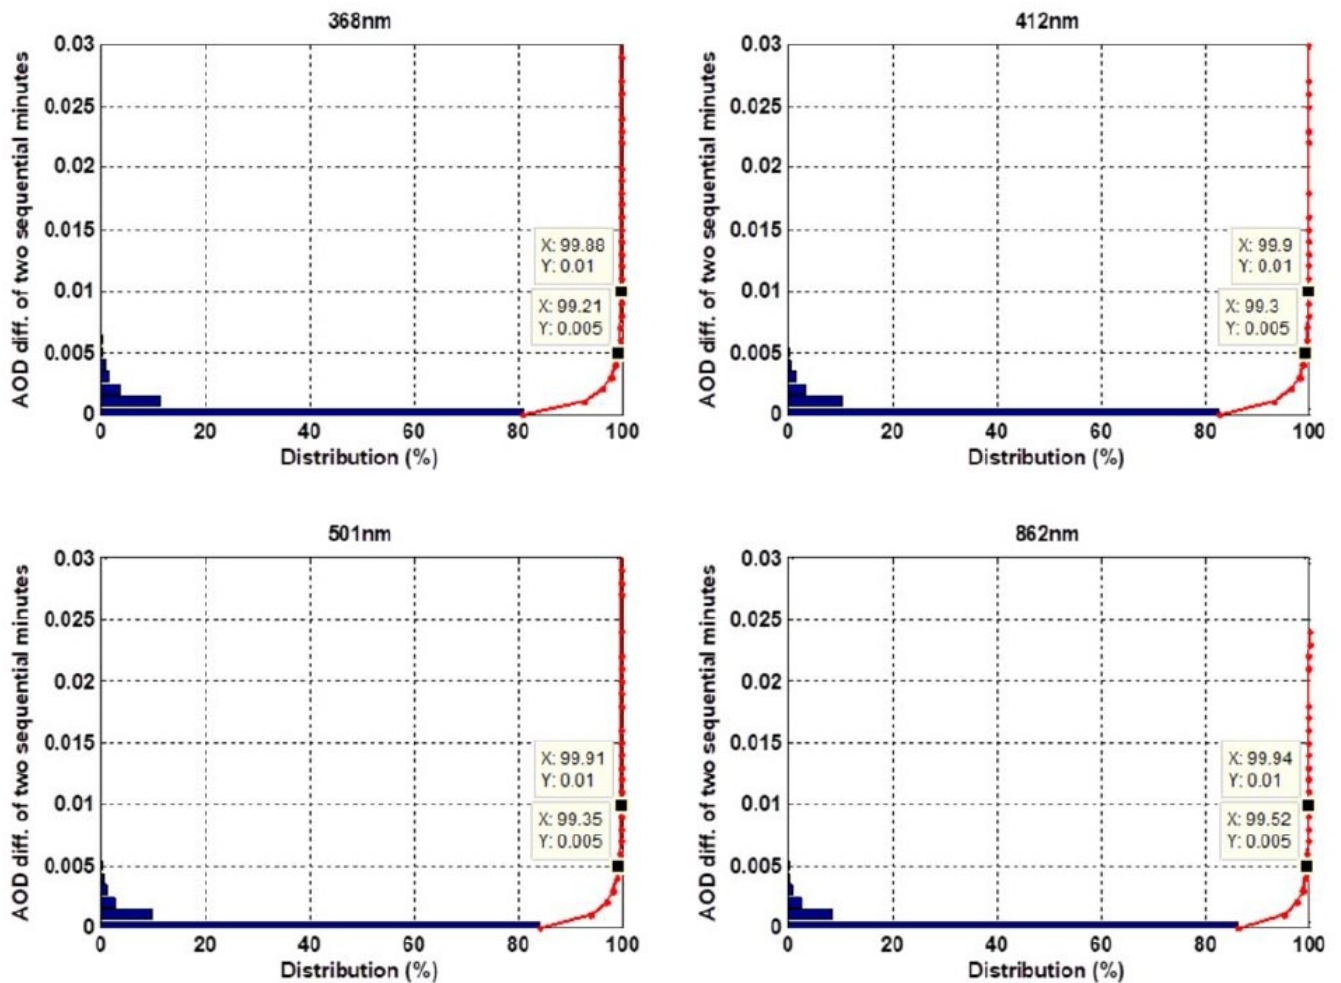 368nm
AOD diff. of two sequential minutes
0.03
0.025
0.02
0.015
0.01
0.005
0
X: 99.88
Y: 0.01
X: 99.21
Y: 0.005
0 20 40 60 80 100
Distribution (%)
412nm
AOD diff. of two sequential minutes
0.03
0.025
0.02
0.015
0.01
0.005
0
X: 99.9
Y: 0.01
X: 99.3
Y: 0.005
0 20 40 60 80 100
Distribution (%)
501nm
AOD diff. of two sequential minutes
0.03
0.025
0.02
0.015
0.01
0.005
0
X: 99.91
Y: 0.01
X: 99.35
Y: 0.005
0 20 40 60 80 100
Distribution (%)
862nm
AOD diff. of two sequential minutes
0.03
0.025
0.02
0.015
0.01
0.005
0
X: 99.94
Y: 0.01
X: 99.52
Y: 0.005
0 20 40 60 80 100
Distribution (%)